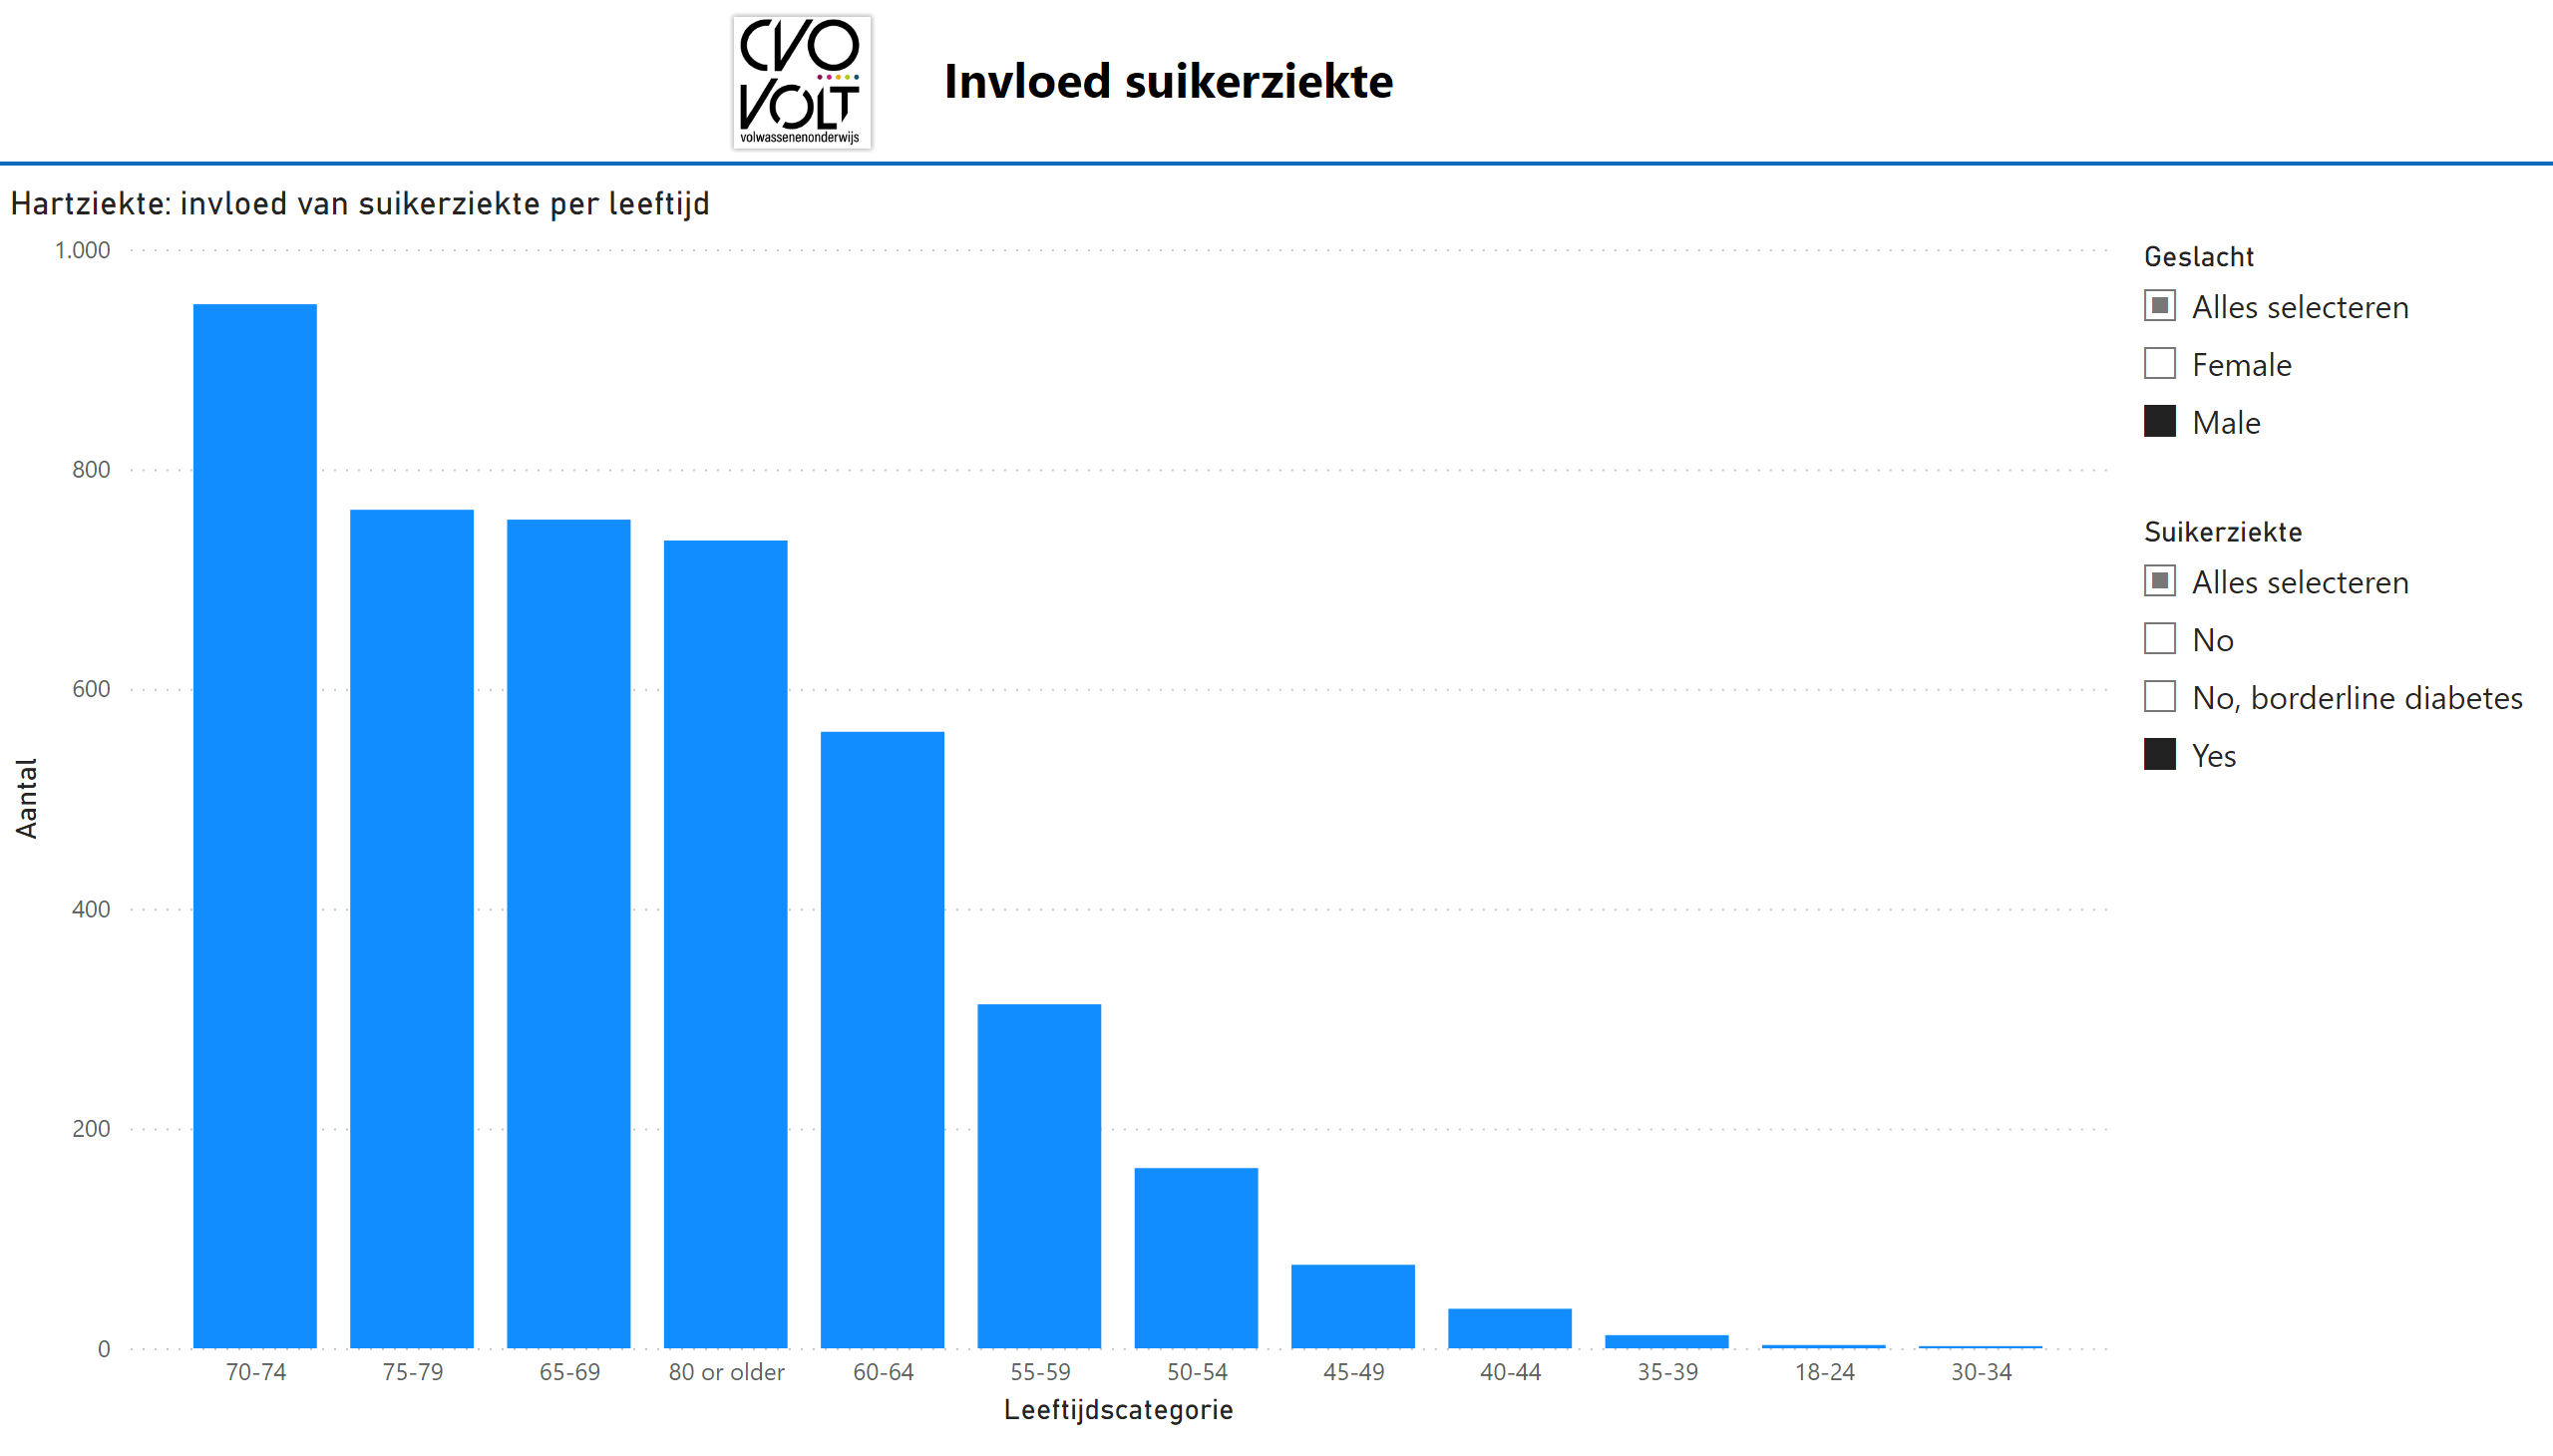 CVO
VOLT
volwassenenonderwijs
Invloed suikerziekte
Hartziekte: invloed van suikerziekte per leeftijd
1.000
800
600
400
200
0
Aantal
70-74
75-79
65-69
80 or older
60-64
55-59
50-54
45-49
40-44
35-39
18-24
30-34
Leeftijdscategorie
Geslacht
Alles selecteren
Female
Male
Suikerziekte
Alles selecteren
No
No, borderline diabetes
Yes